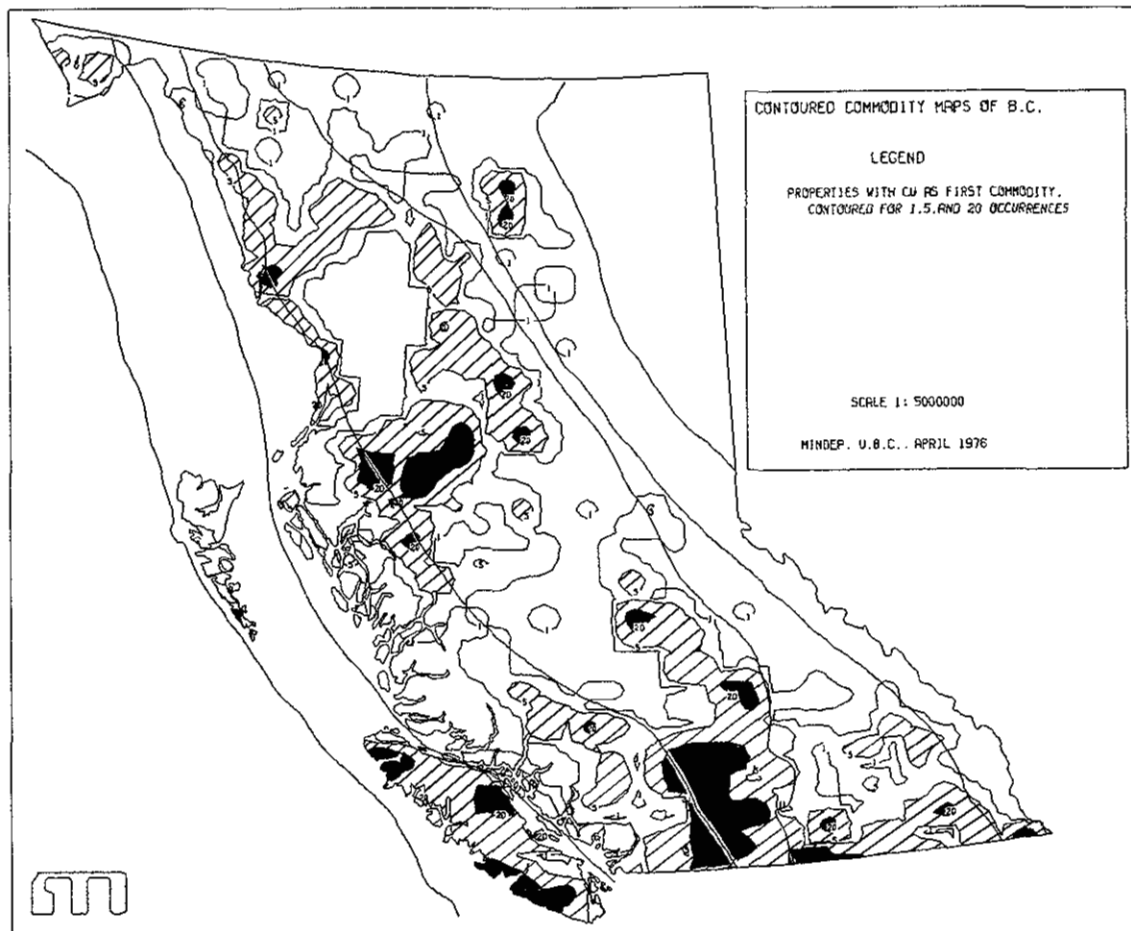 CONTOURED COMMODITY MAPS OF B.C.
LEGEND
PROPERTIES WITH CU AS FIRST COMMODITY.
CONTOURED FOR 1.5.AND 20 OCCURRENCES
SCALE 1: 5000000
MINDEP. U.B.C.. APRIL 1976